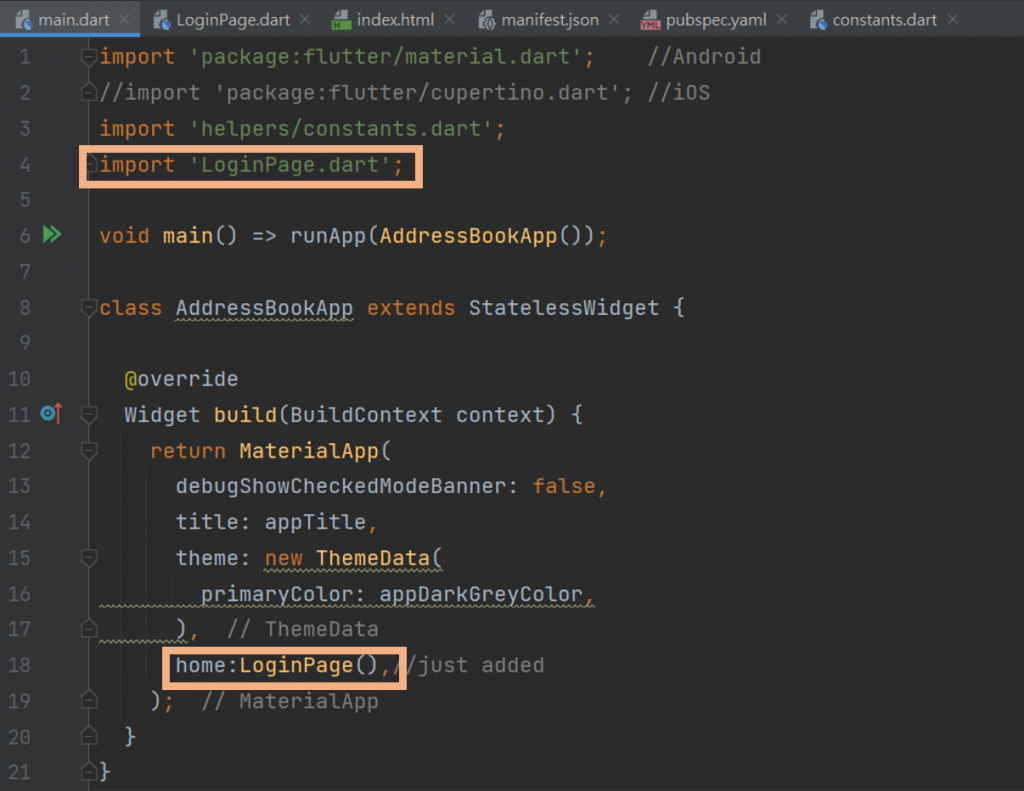 main.dart LoginPage.dart index.html manifest.json pubspec.yaml constants.dart
1 import 'package:flutter/material.dart'; //Android
2 //import 'package:flutter/cupertino.dart'; //iOS
3 import 'helpers/constants.dart';
4 import 'LoginPage.dart';
5
6 void main() => runApp(AddressBookApp());
7
8 class AddressBookApp extends StatelessWidget {
9
10 @override
11 Widget build(BuildContext context) {
12 return MaterialApp(
13 debugShowCheckedModeBanner: false,
14 title: appTitle,
15 theme: new ThemeData(
16 primaryColor: appDarkGreyColor,
17 ), // ThemeData
18 home:LoginPage(),//just added
19 ); // MaterialApp
20 }
21 }